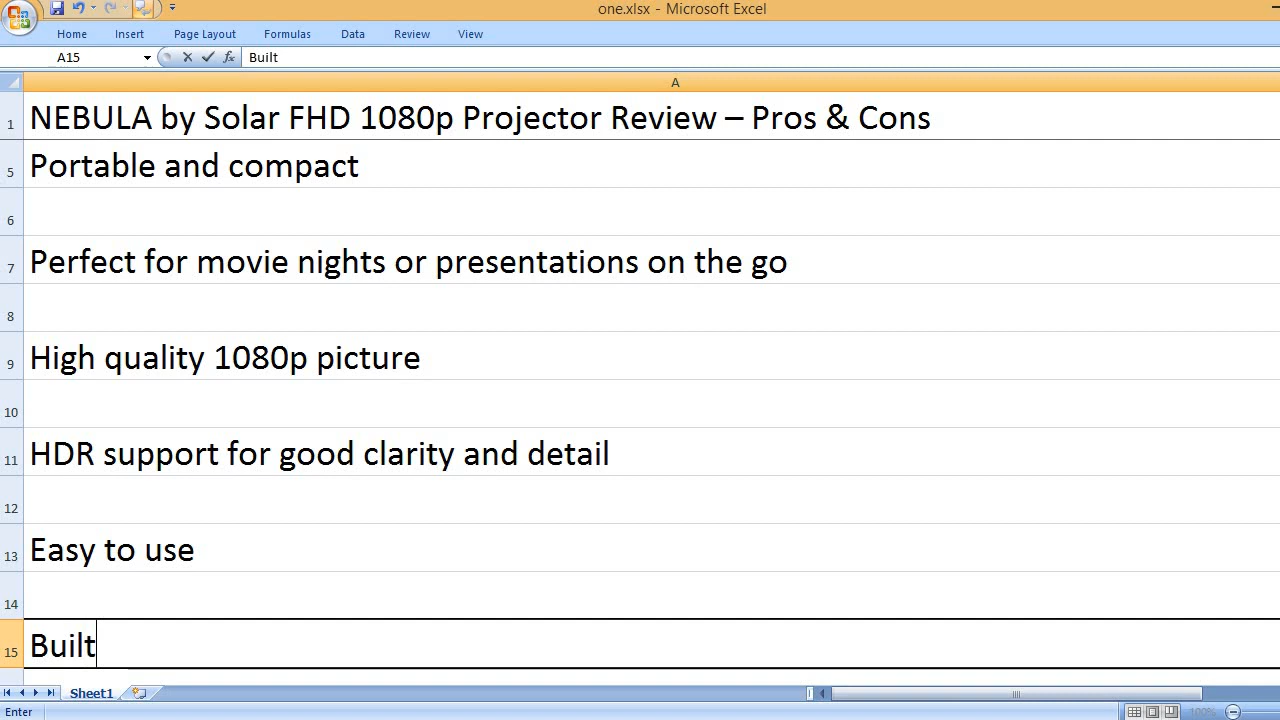 one.xlsx - Microsoft Excel
Home Insert Page Layout Formulas Data Review View
A15 fx Built
A
1 NEBULA by Solar FHD 1080p Projector Review – Pros & Cons
5 Portable and compact
6
7 Perfect for movie nights or presentations on the go
8
9 High quality 1080p picture
10
11 HDR support for good clarity and detail
12
13 Easy to use
14
15 Built
Sheet1
Enter 100%